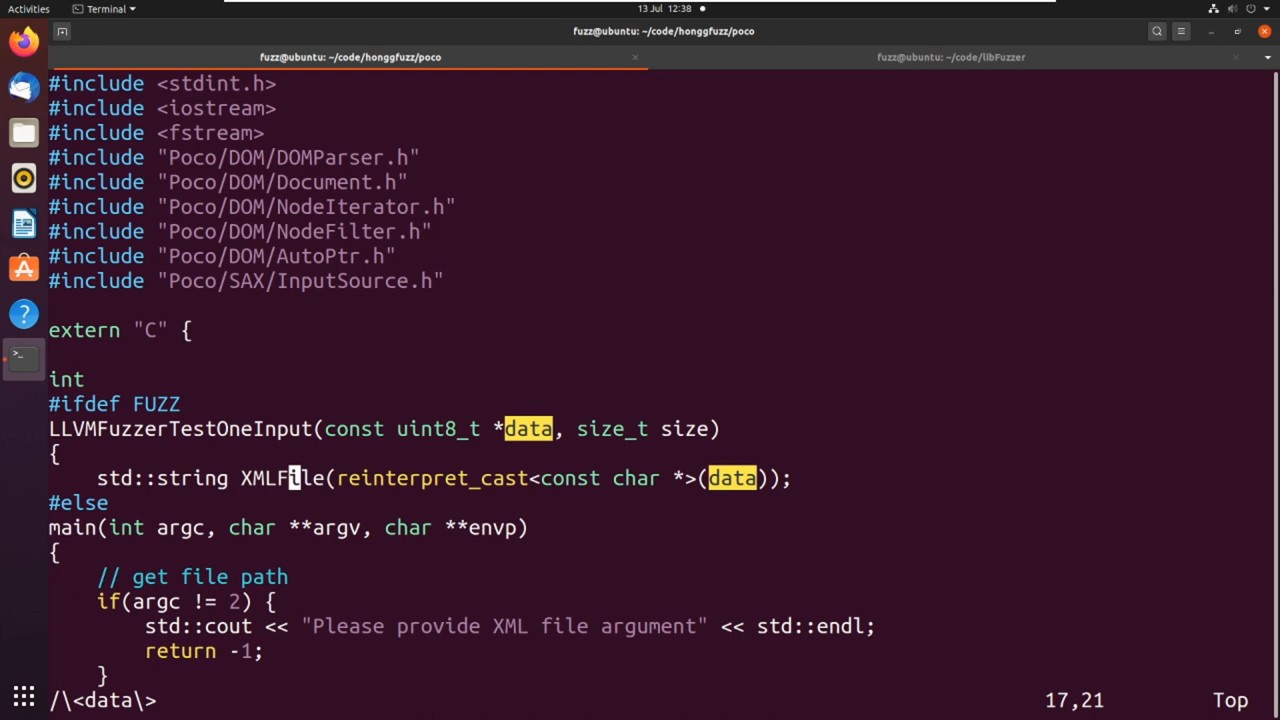 Activities
Terminal
13 Jul 12:38
fuzz@ubuntu: ~/code/honggfuzz/poco
fuzz@ubuntu: ~/code/honggfuzz/poco
fuzz@ubuntu: ~/code/libFuzzer
#include <stdint.h>
#include <iostream>
#include <fstream>
#include "Poco/DOM/DOMParser.h"
#include "Poco/DOM/Document.h"
#include "Poco/DOM/NodeIterator.h"
#include "Poco/DOM/NodeFilter.h"
#include "Poco/DOM/AutoPtr.h"
#include "Poco/SAX/InputSource.h"
extern "C" {
int
#ifdef FUZZ
LLVMFuzzerTestOneInput(const uint8_t *data, size_t size)
{
    std::string XMLFile(reinterpret_cast<const char *>(data));
#else
main(int argc, char **argv, char **envp)
{
    // get file path
    if(argc != 2) {
        std::cout << "Please provide XML file argument" << std::endl;
        return -1;
    }
/\<data\>
17,21
Top